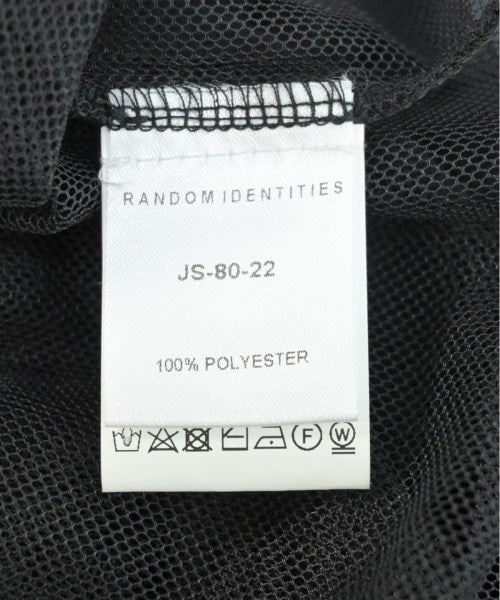 RANDOM IDENTITIES
JS-80-22
100% POLYESTER
F W